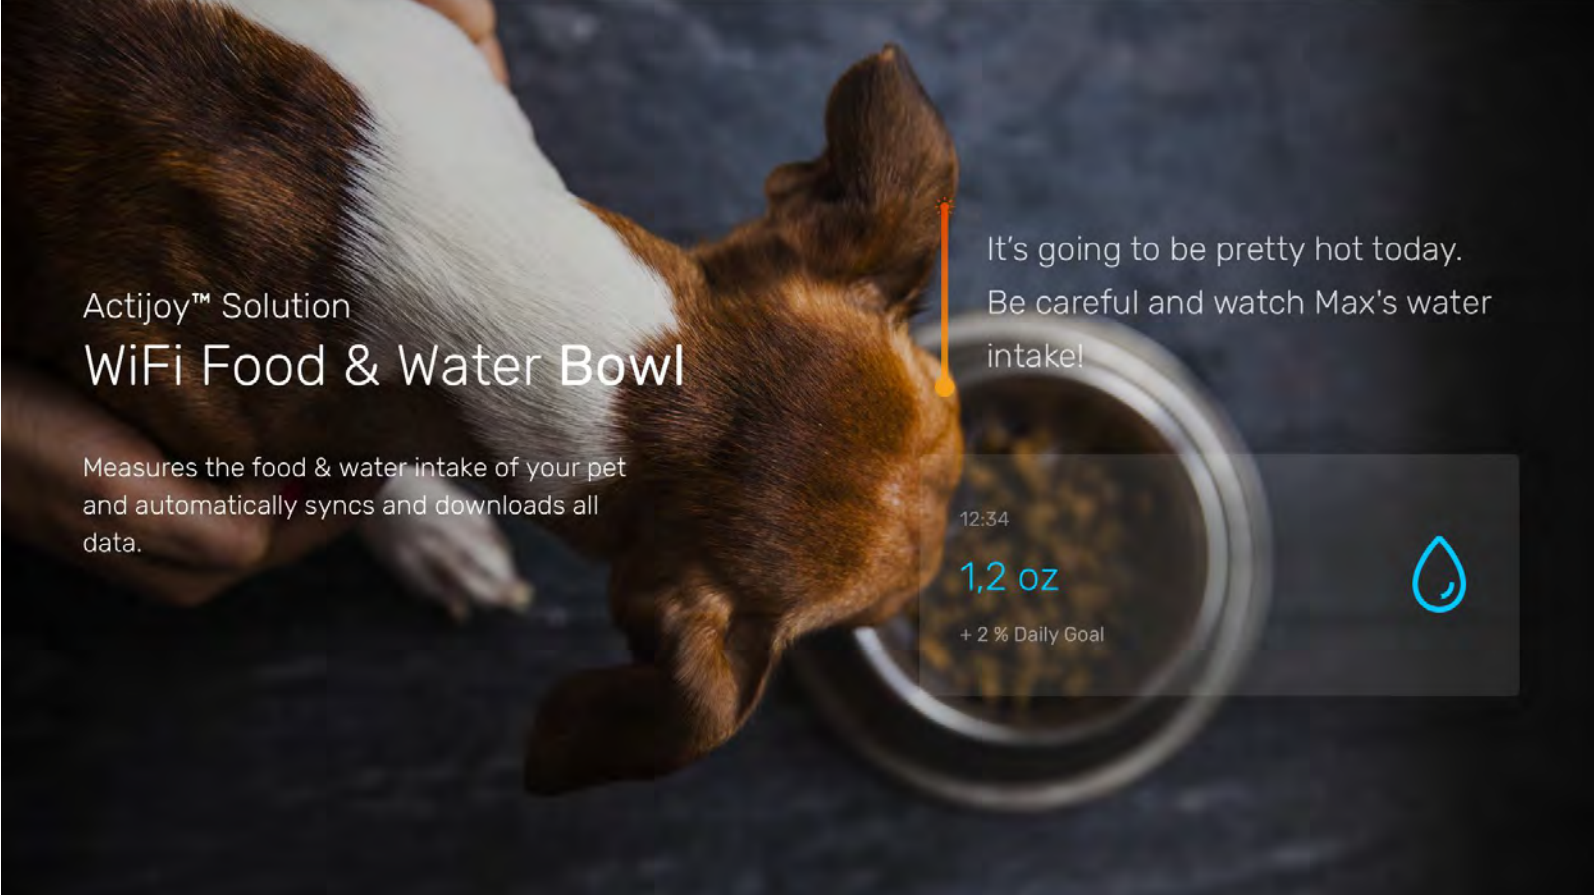 Actijoy™ Solution
WiFi Food & Water Bowl
Measures the food & water intake of your pet
and automatically syncs and downloads all
data.
It's going to be pretty hot today.
Be careful and watch Max's water
intake!
12:34
1,2 oz
+ 2 % Daily Goal